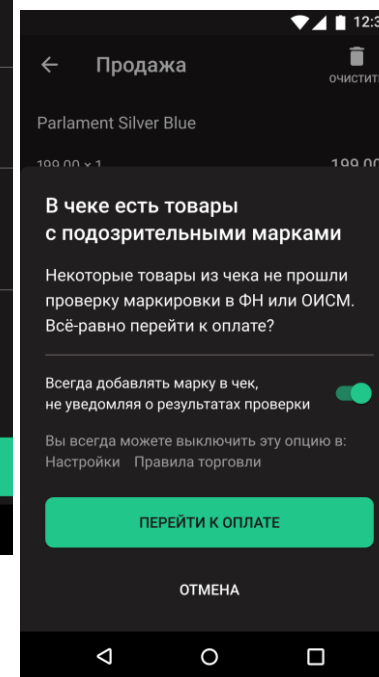 12:3
Продажа
ОЧИСТИТЬ
Parlament Silver Blue
199.00 × 1
199.00
В чеке есть товары
с подозрительными марками
Некоторые товары из чека не прошли
проверку маркировки в ФН или ОИСМ.
Всё-равно перейти к оплате?
Всегда добавлять марку в чек,
не уведомляя о результатах проверки
Вы всегда можете выключить эту опцию в:
Настройки Правила торговли
ПЕРЕЙТИ К ОПЛАТЕ
ОТМЕНА